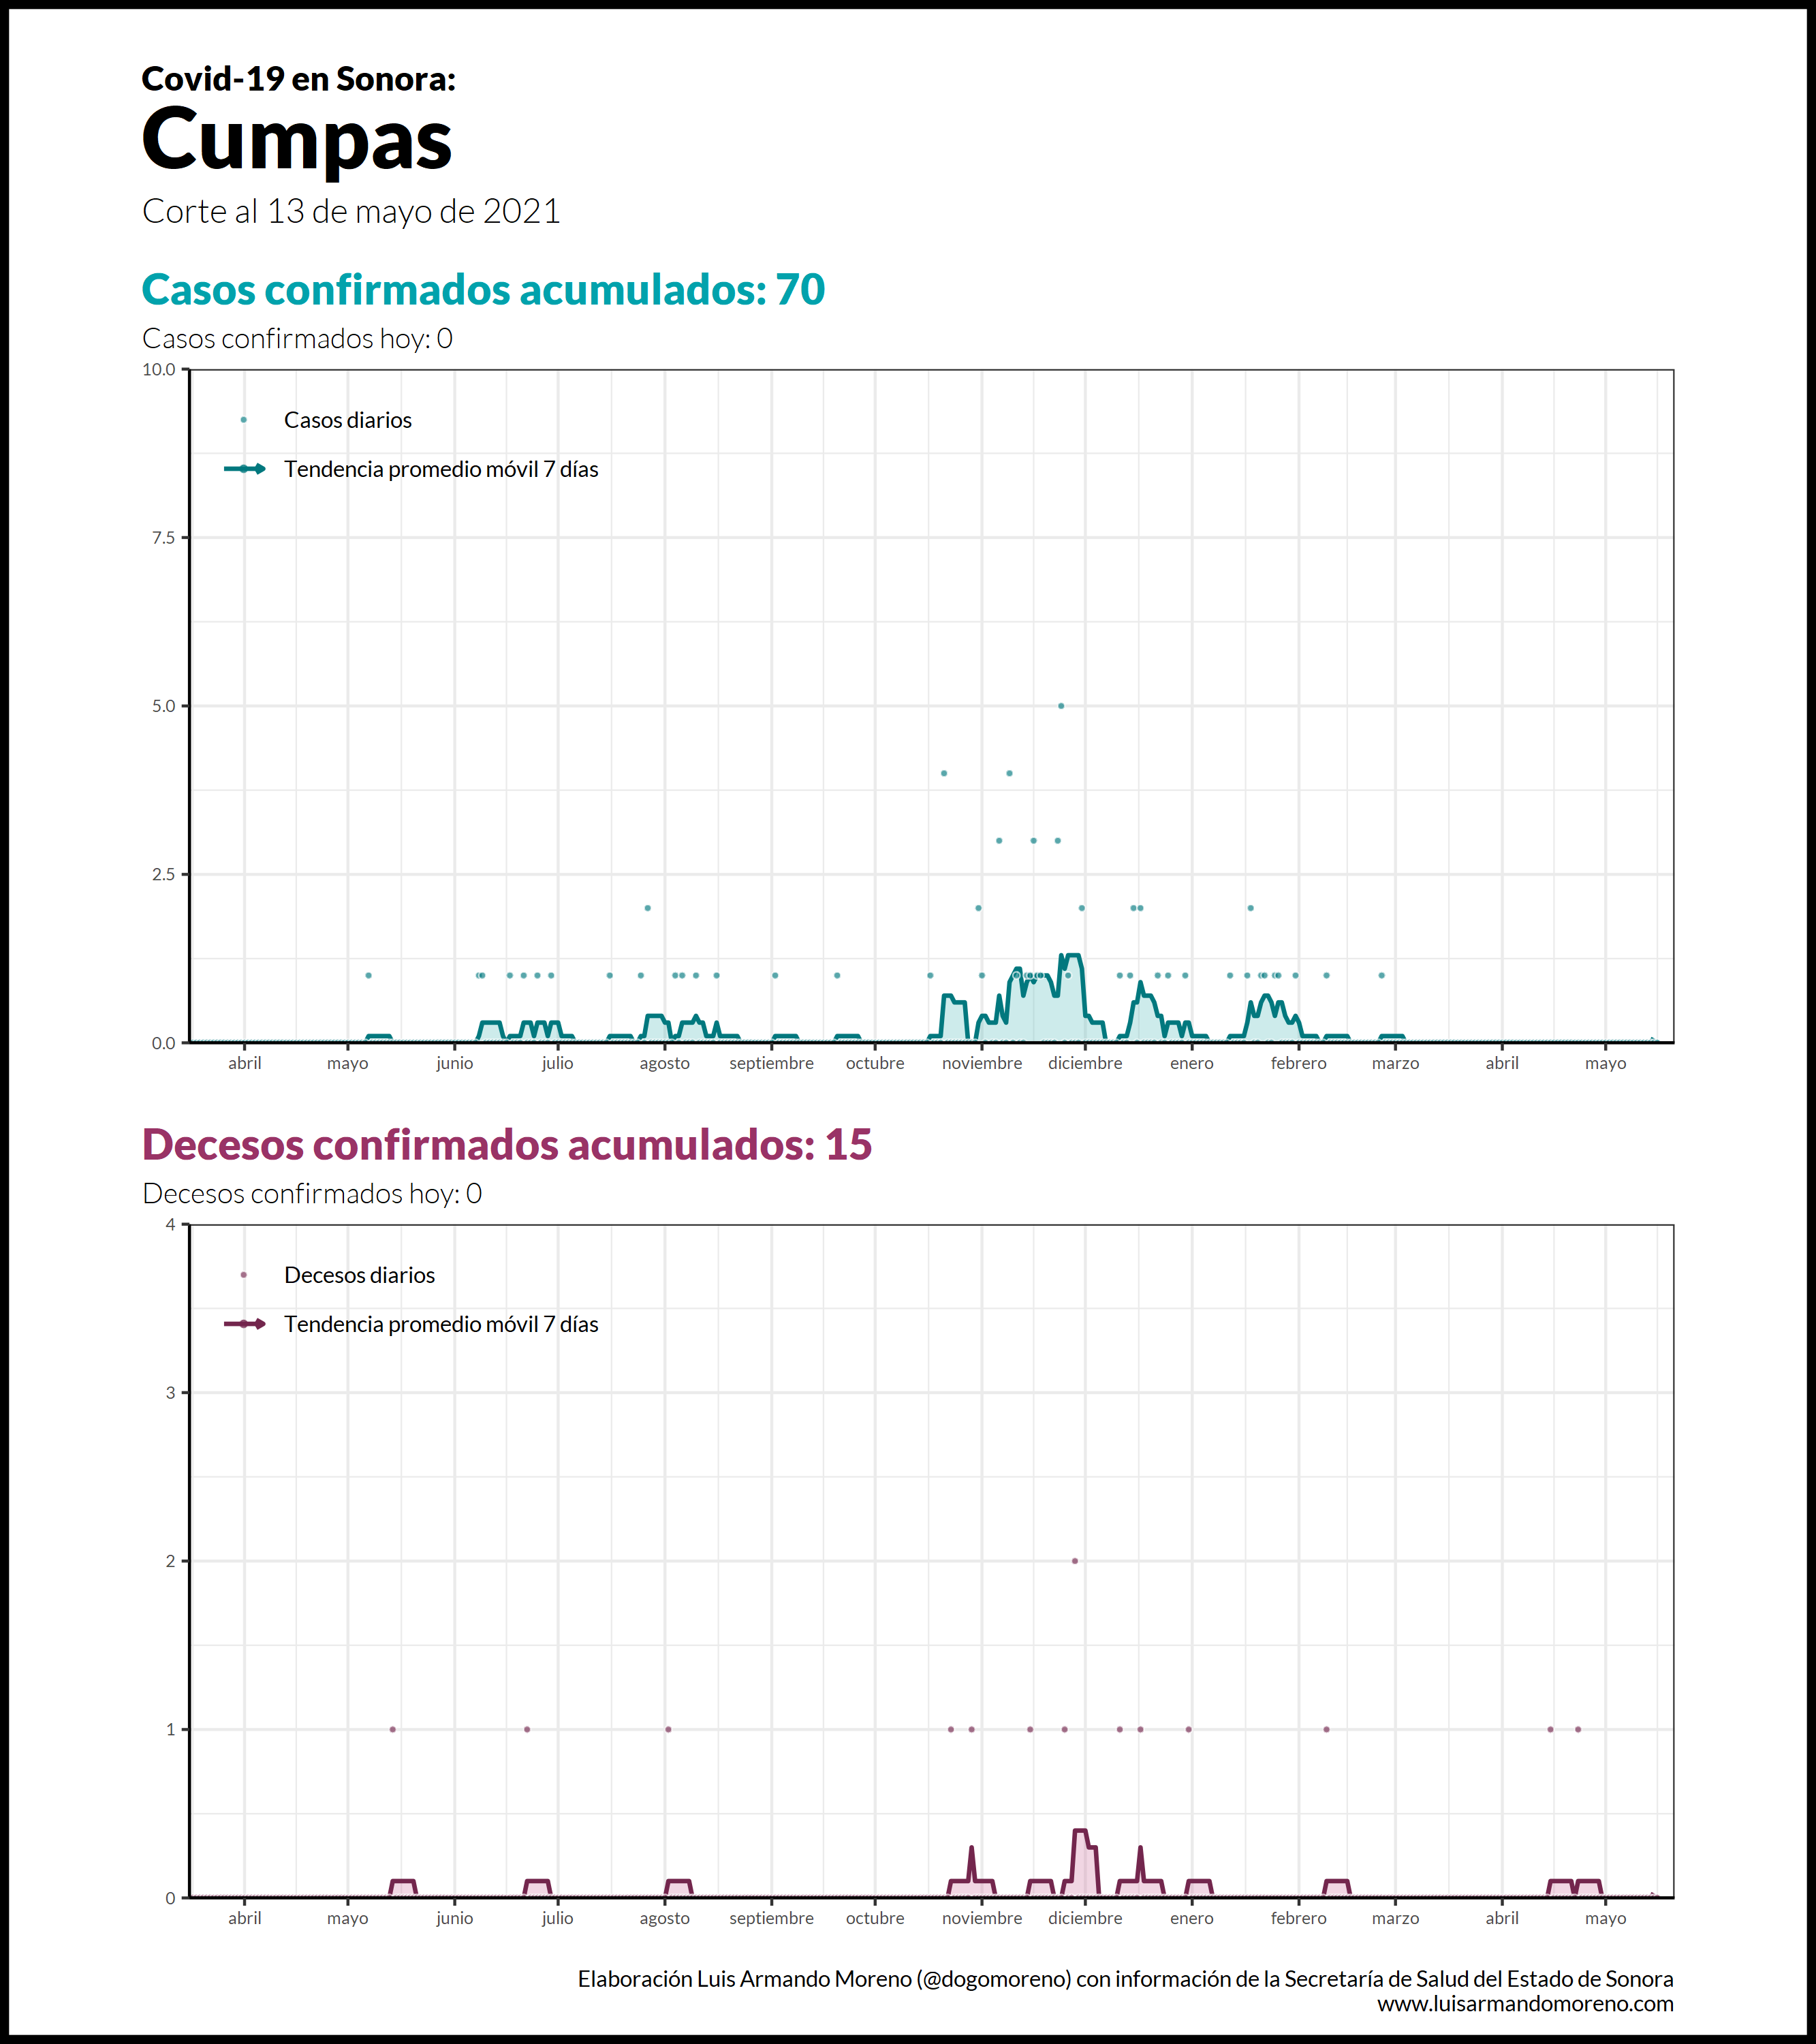 Covid-19 en Sonora:
Cumpas
Corte al 13 de mayo de 2021
Casos confirmados acumulados: 70
Casos confirmados hoy: 0
10.0
Casos diarios
Tendencia promedio móvil 7 días
7.5
5.0
2.5
0.0
abril mayo junio julio agosto septiembre octubre noviembre diciembre enero febrero marzo abril mayo
Decesos confirmados acumulados: 15
Decesos confirmados hoy: 0
4
Decesos diarios
Tendencia promedio móvil 7 días
3
2
1
0
abril mayo junio julio agosto septiembre octubre noviembre diciembre enero febrero marzo abril mayo
Elaboración Luis Armando Moreno (@dogomoreno) con información de la Secretaría de Salud del Estado de Sonora
www.luisarmandomoreno.com